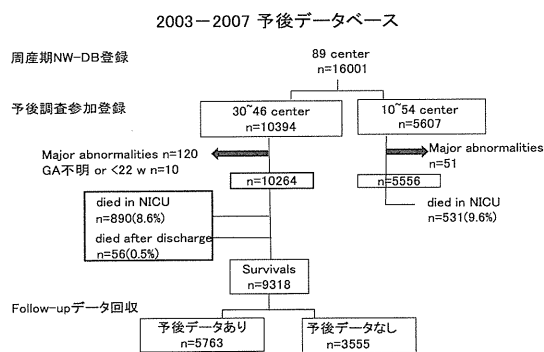 2003－2007 予後データベース
周産期NW-DB登録
89 center
n=16001
予後調査参加登録
30~46 center
n=10394
10~54 center
n=5607
Major abnormalities n=120
GA不明 or <22 w n=10
Major abnormalities
n=51
n=10264
n=5556
died in NICU
n=890(8.6%)
died after discharge
n=56(0.5%)
died in NICU
n=531(9.6%)
Survivals
n=9318
Follow-upデータ回収
予後データあり
n=5763
予後データなし
n=3555